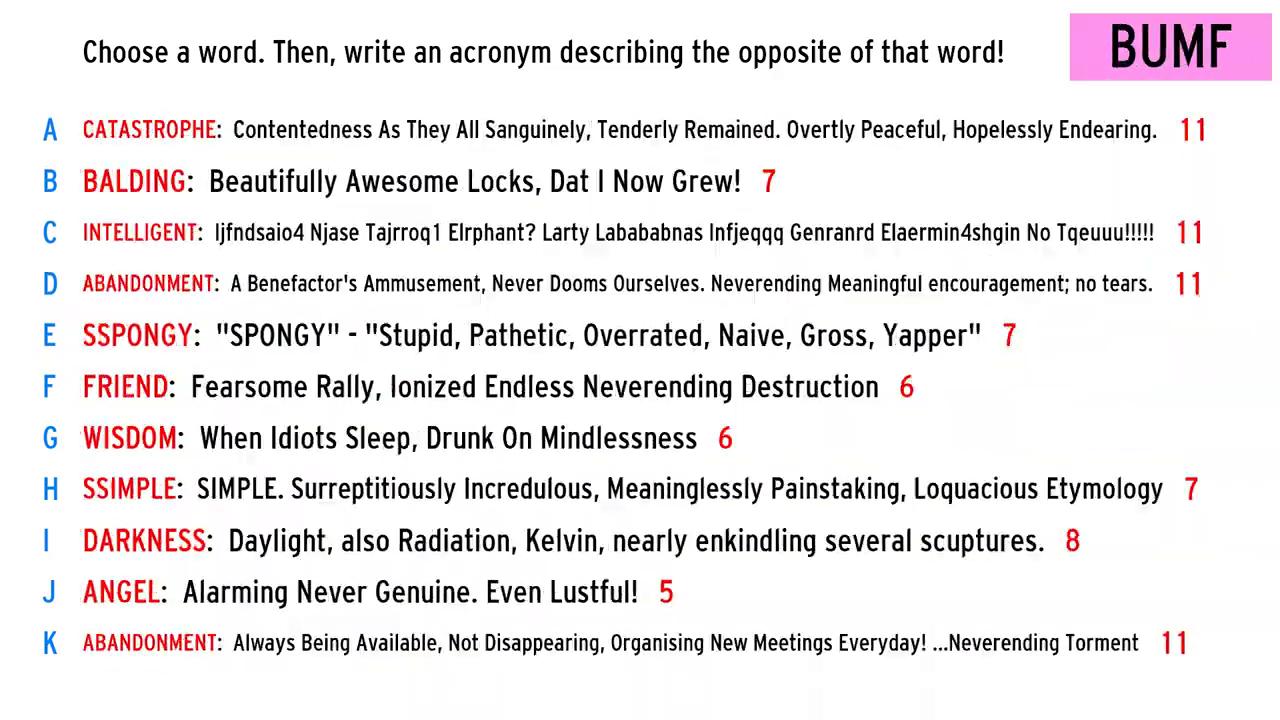 Choose a word. Then, write an acronym describing the opposite of that word!
BUMF
A CATASTROPHE: Contentedness As They All Sanguinely, Tenderly Remained. Overtly Peaceful, Hopelessly Endearing. 11
B BALDING: Beautifully Awesome Locks, Dat I Now Grew! 7
C INTELLIGENT: Ijfndsaio4 Njase Tajrroq1 Elrphant? Larty Labababnas Infjeqqq Genranrd Elaermin4shgin No Tqeuuu!!!!! 11
D ABANDONMENT: A Benefactor's Ammusement, Never Dooms Ourselves. Neverending Meaningful encouragement; no tears. 11
E SSPONGY: "SPONGY" - "Stupid, Pathetic, Overrated, Naive, Gross, Yapper" 7
F FRIEND: Fearsome Rally, Ionized Endless Neverending Destruction 6
G WISDOM: When Idiots Sleep, Drunk On Mindlessness 6
H SSIMPLE: SIMPLE. Surreptitiously Incredulous, Meaninglessly Painstaking, Loquacious Etymology 7
I DARKNESS: Daylight, also Radiation, Kelvin, nearly enkindling several scuptures. 8
J ANGEL: Alarming Never Genuine. Even Lustful! 5
K ABANDONMENT: Always Being Available, Not Disappearing, Organising New Meetings Everyday! ...Neverending Torment 11